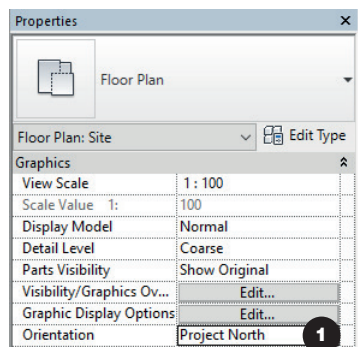 Properties ×
Floor Plan
Floor Plan: Site Edit Type
Graphics
View Scale 1 : 100
Scale Value 1: 100
Display Model Normal
Detail Level Coarse
Parts Visibility Show Original
Visibility/Graphics Ov... Edit...
Graphic Display Options Edit...
Orientation Project North 1